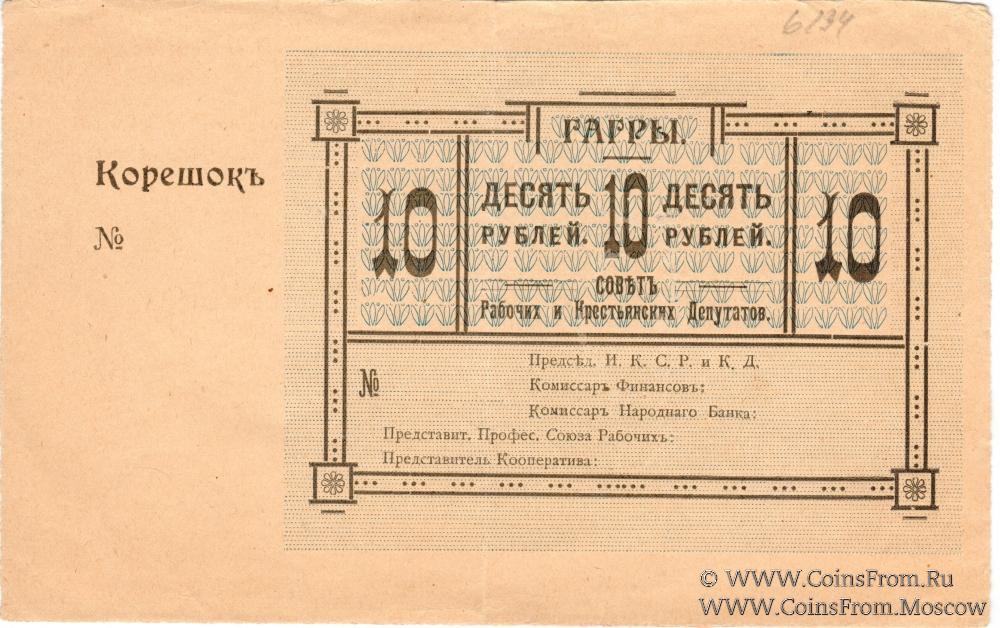 6134
Корешокъ
№
ГАГРЫ.
10
ДЕСЯТЬ РУБЛЕЙ.
10
ДЕСЯТЬ РУБЛЕЙ.
10
СОВѢТЪ
Рабочих и Крестьянских Депутатов.
№
Предсѣд. И. К. С. Р. и К. Д.
Комиссаръ Финансовъ:
Комиссаръ Народнаго Банка:
Представит. Профес. Союза Рабочихъ:
Представитель Кооператива:
© WWW.CoinsFrom.Ru
WWW.CoinsFrom.Moscow